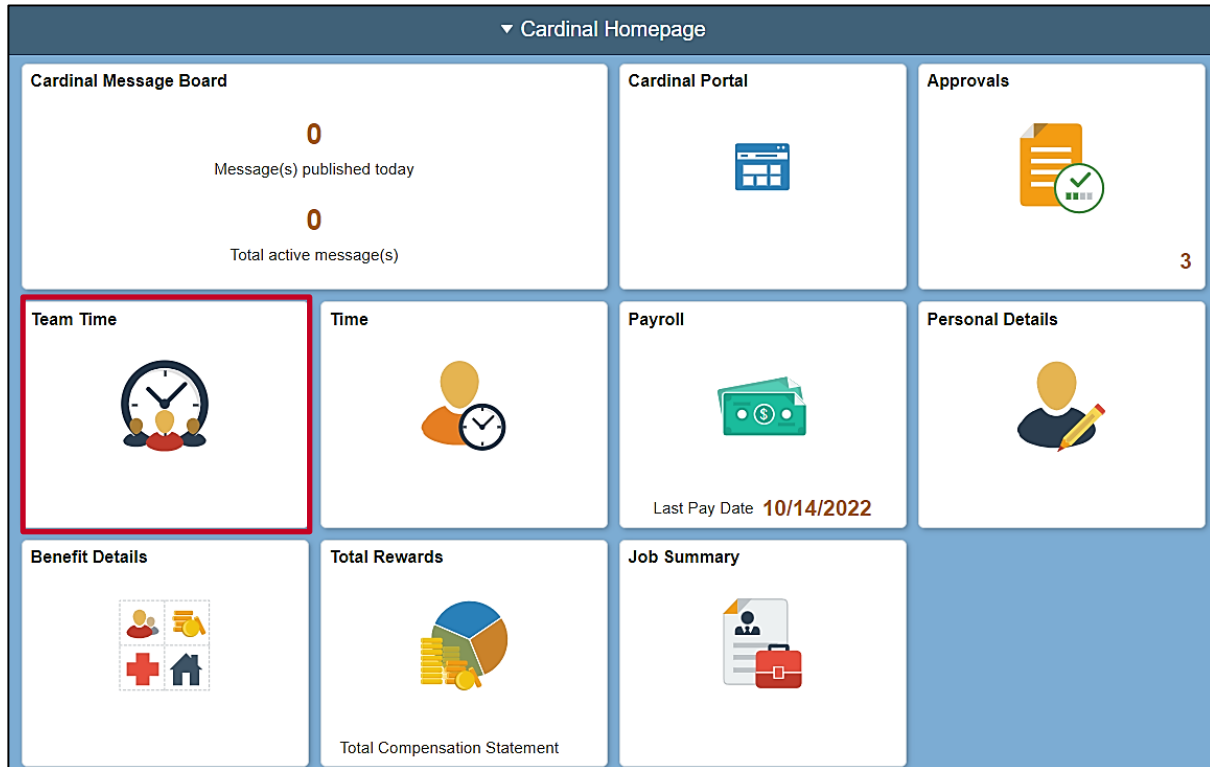 Cardinal Homepage
Cardinal Message Board
0
Message(s) published today
0
Total active message(s)
Cardinal Portal
Approvals
3
Team Time
Time
Payroll
$
Last Pay Date 10/14/2022
Personal Details
Benefit Details
Total Rewards
Total Compensation Statement
Job Summary